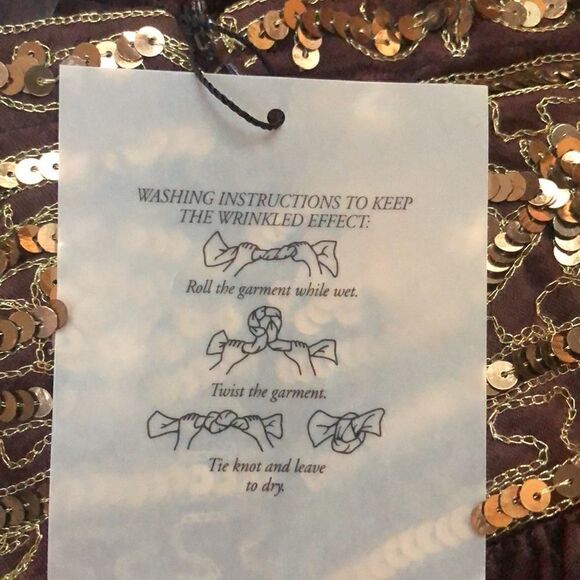 WASHING INSTRUCTIONS TO KEEP
THE WRINKLED EFFECT:
Roll the garment while wet.
Twist the garment.
Tie knot and leave
to dry.